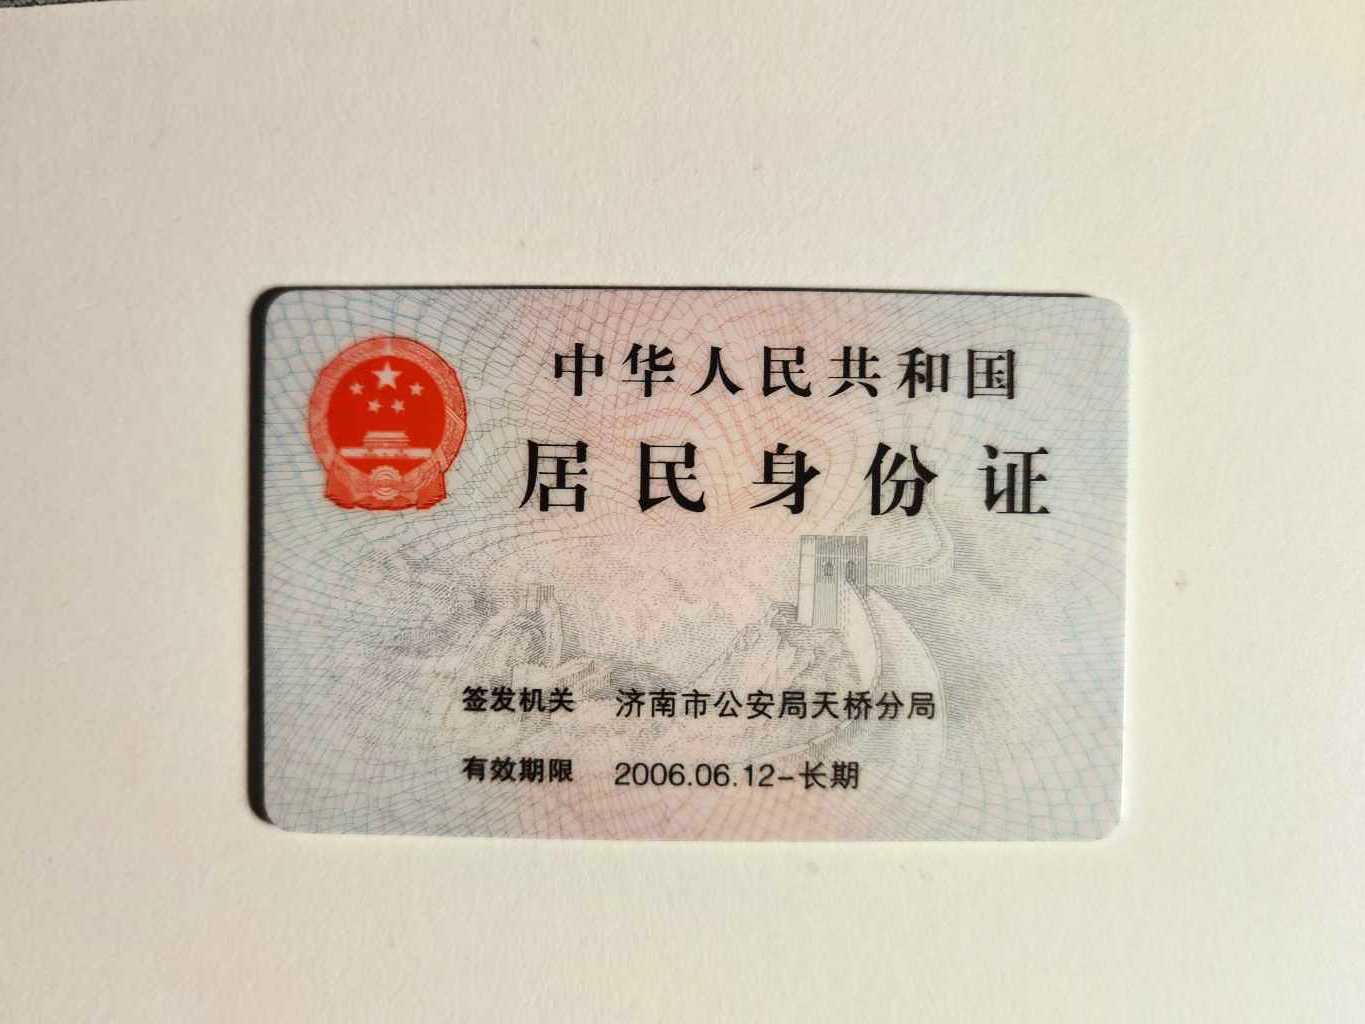 中华人民共和国
居民身份证
签发机关 济南市公安局天桥分局
有效期限 2006.06.12-长期